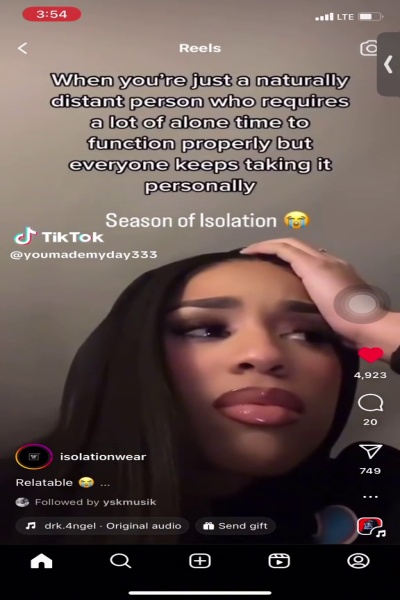 3:54
LTE
Reels
When you're just a naturally
distant person who requires
a lot of alone time to
function properly but
everyone keeps taking it
personally
Season of Isolation 😭
TikTok
@youmademyday333
4,923
20
749
isolationwear
Relatable 😭 ...
Followed by yskmusik
drk.4ngel · Original audio
Send gift